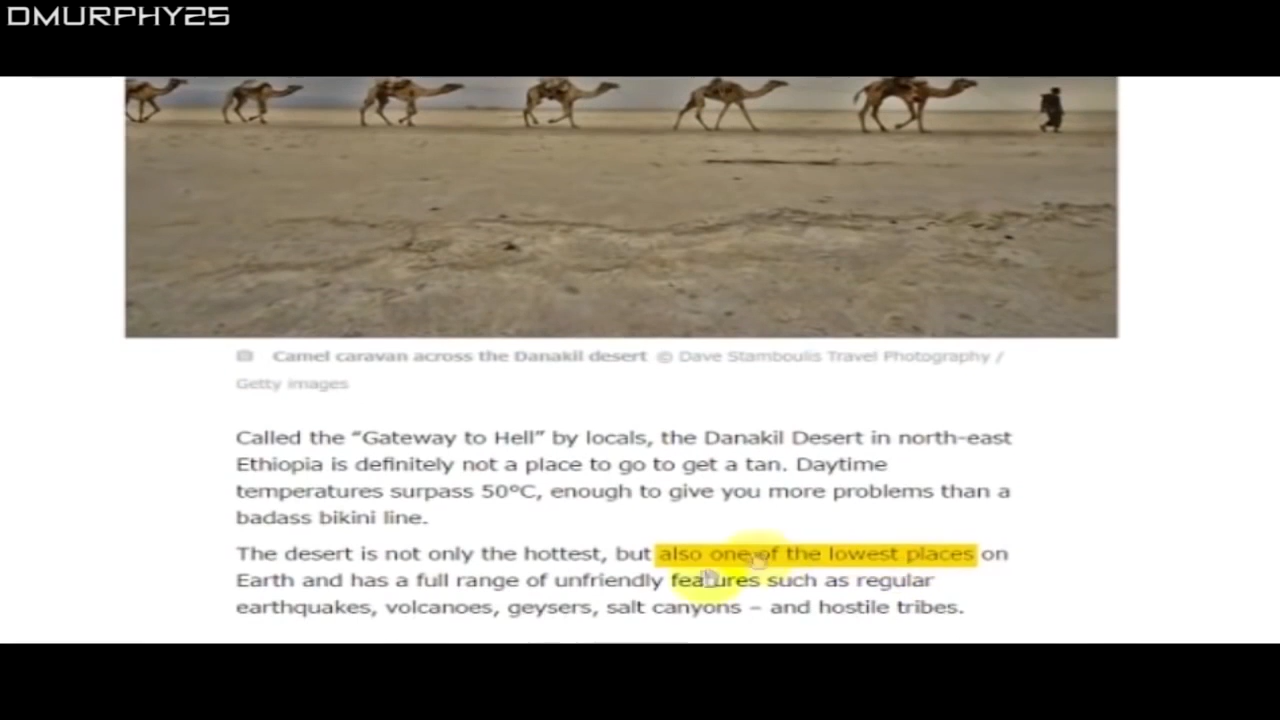 DMURPHY25
Camel caravan across the Danakil desert © Dave Stamboulis Travel Photography /
Getty images
Called the “Gateway to Hell” by locals, the Danakil Desert in north-east
Ethiopia is definitely not a place to go to get a tan. Daytime
temperatures surpass 50°C, enough to give you more problems than a
badass bikini line.
The desert is not only the hottest, but also one of the lowest places on
Earth and has a full range of unfriendly features such as regular
earthquakes, volcanoes, geysers, salt canyons – and hostile tribes.